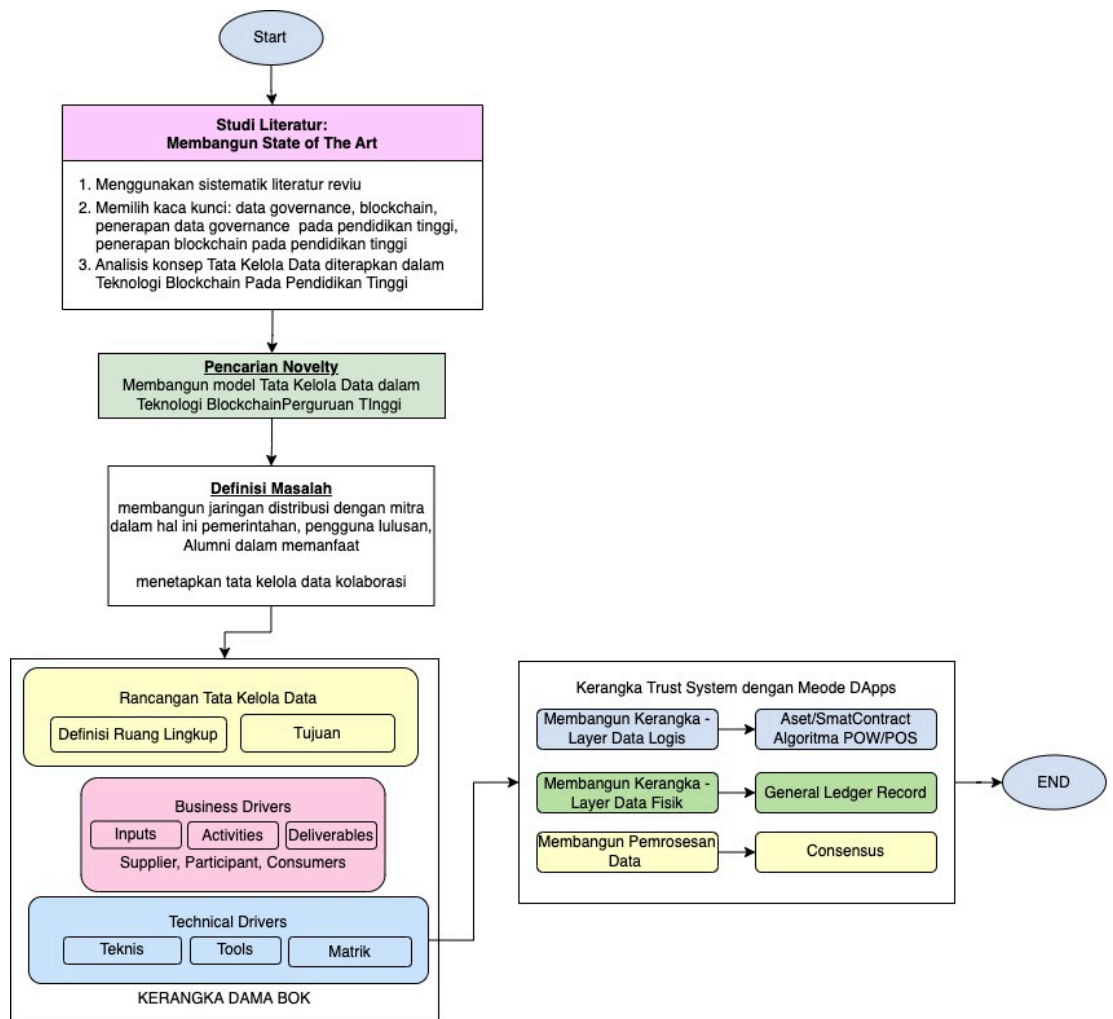 Start
Studi Literatur:
Membangun State of The Art
1. Menggunakan sistematik literatur reviu
2. Memilih kaca kunci: data governance, blockchain,
penerapan data governance pada pendidikan tinggi,
penerapan blockchain pada pendidikan tinggi
3. Analisis konsep Tata Kelola Data diterapkan dalam
Teknologi Blockchain Pada Pendidikan Tinggi
Pencarian Novelty
Membangun model Tata Kelola Data dalam
Teknologi BlockchainPerguruan TInggi
Definisi Masalah
membangun jaringan distribusi dengan mitra
dalam hal ini pemerintahan, pengguna lulusan,
Alumni dalam memanfaat
menetapkan tata kelola data kolaborasi
Rancangan Tata Kelola Data
Definisi Ruang Lingkup
Tujuan
Business Drivers
Inputs
Activities
Deliverables
Supplier, Participant, Consumers
Technical Drivers
Teknis
Tools
Matrik
KERANGKA DAMA BOK
Kerangka Trust System dengan Meode DApps
Membangun Kerangka -
Layer Data Logis
Aset/SmatContract
Algoritma POW/POS
Membangun Kerangka -
Layer Data Fisik
General Ledger Record
Membangun Pemrosesan
Data
Consensus
END